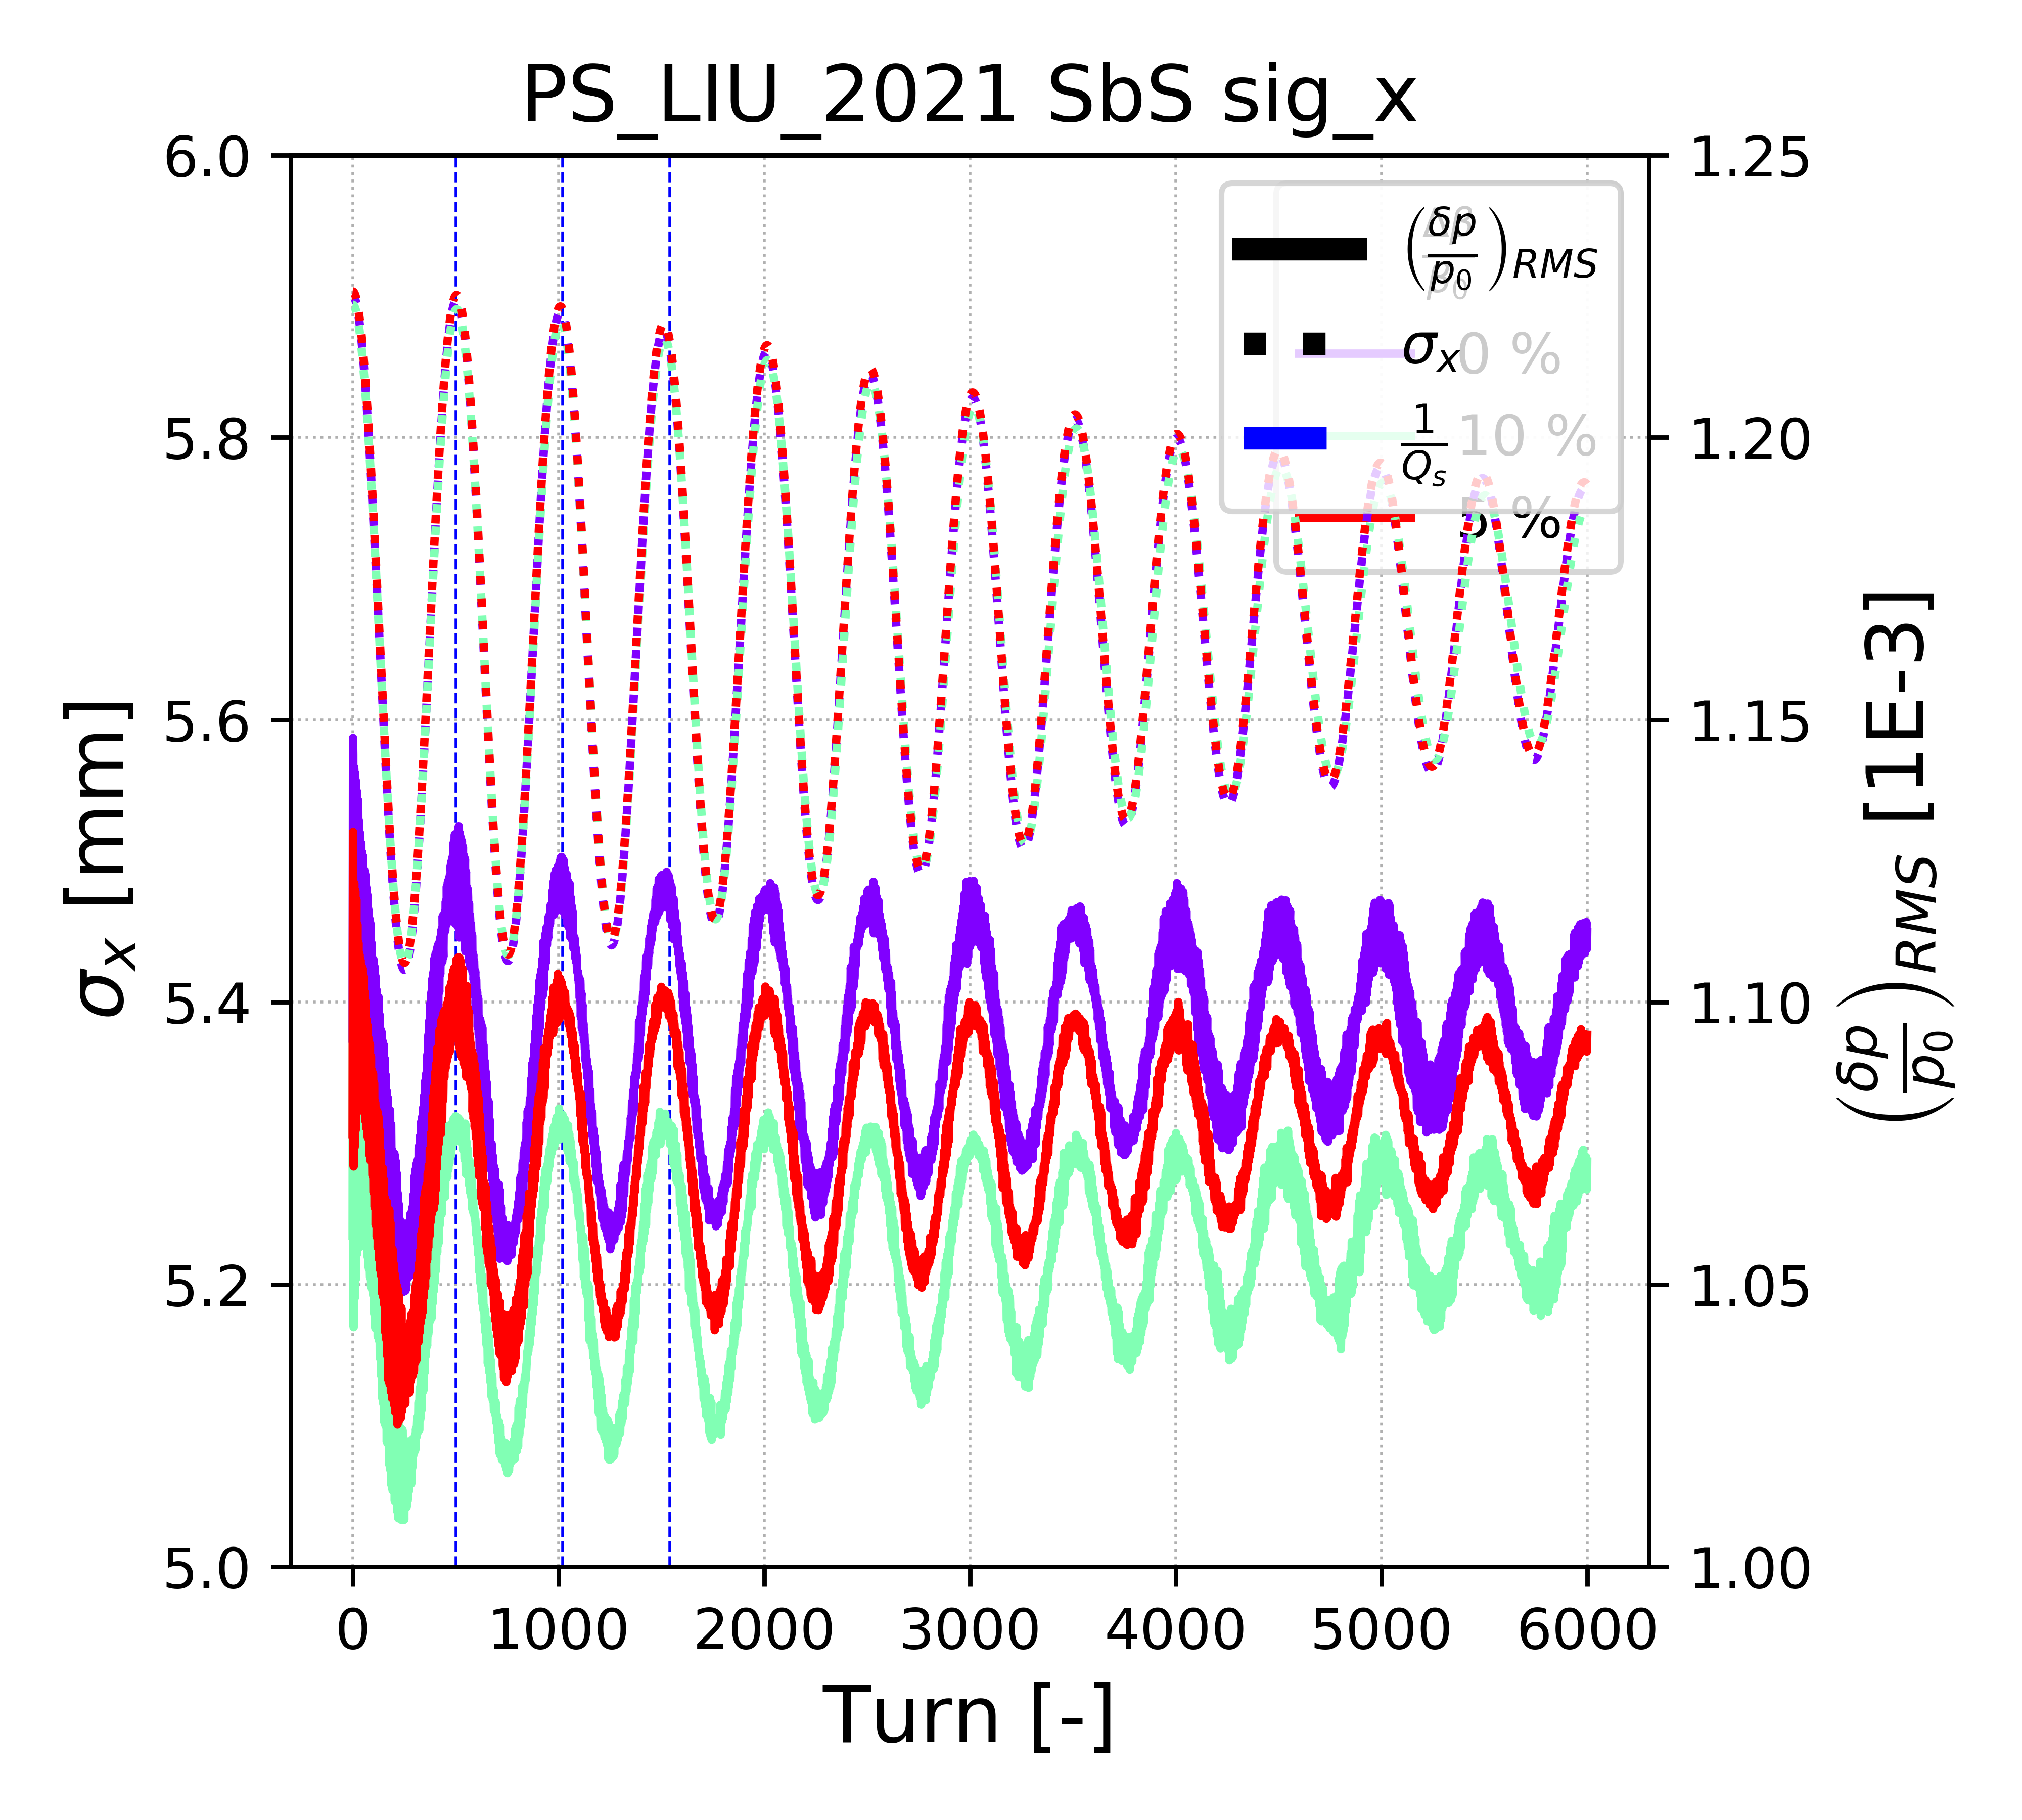 PS_LIU_2021 SbS sig_x
6.0
5.8
5.6
5.4
5.2
5.0
σx [mm]
1.25
1.20
1.15
1.10
1.05
1.00
(δp/p0)RMS [1E-3]
(δp/p0)RMS
σx
1/Qs
0 %
10 %
5 %
0 1000 2000 3000 4000 5000 6000
Turn [-]